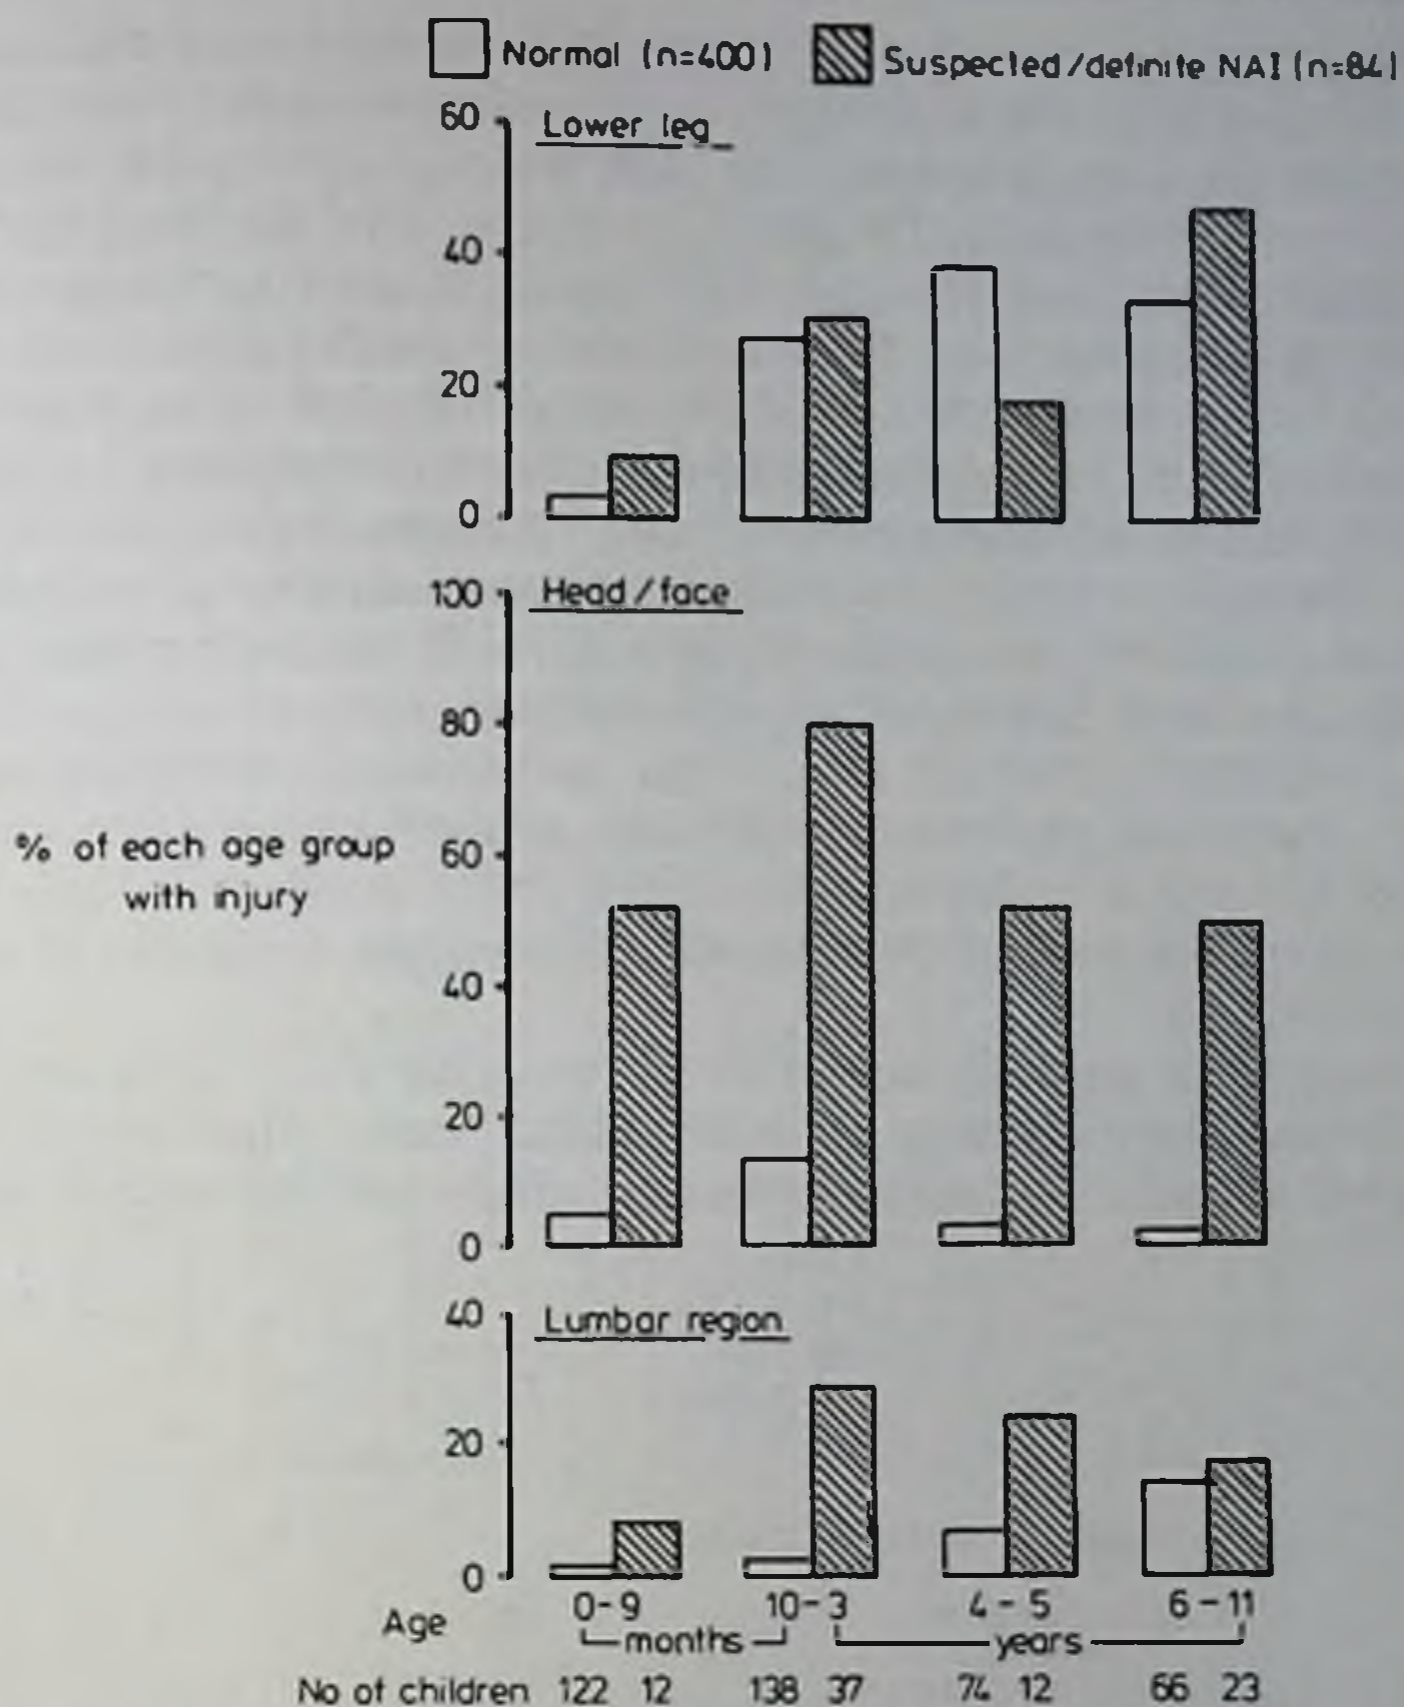 Normal (n=400)
Suspected/definite NAI (n=84)
60
Lower leg
40
20
0
100
Head / face
80
% of each age group
with injury
60
40
20
0
40
Lumbar region
20
0
Age
0-9
10-3
4-5
6-11
months
years
No of children 122 12 138 37 74 12 66 23